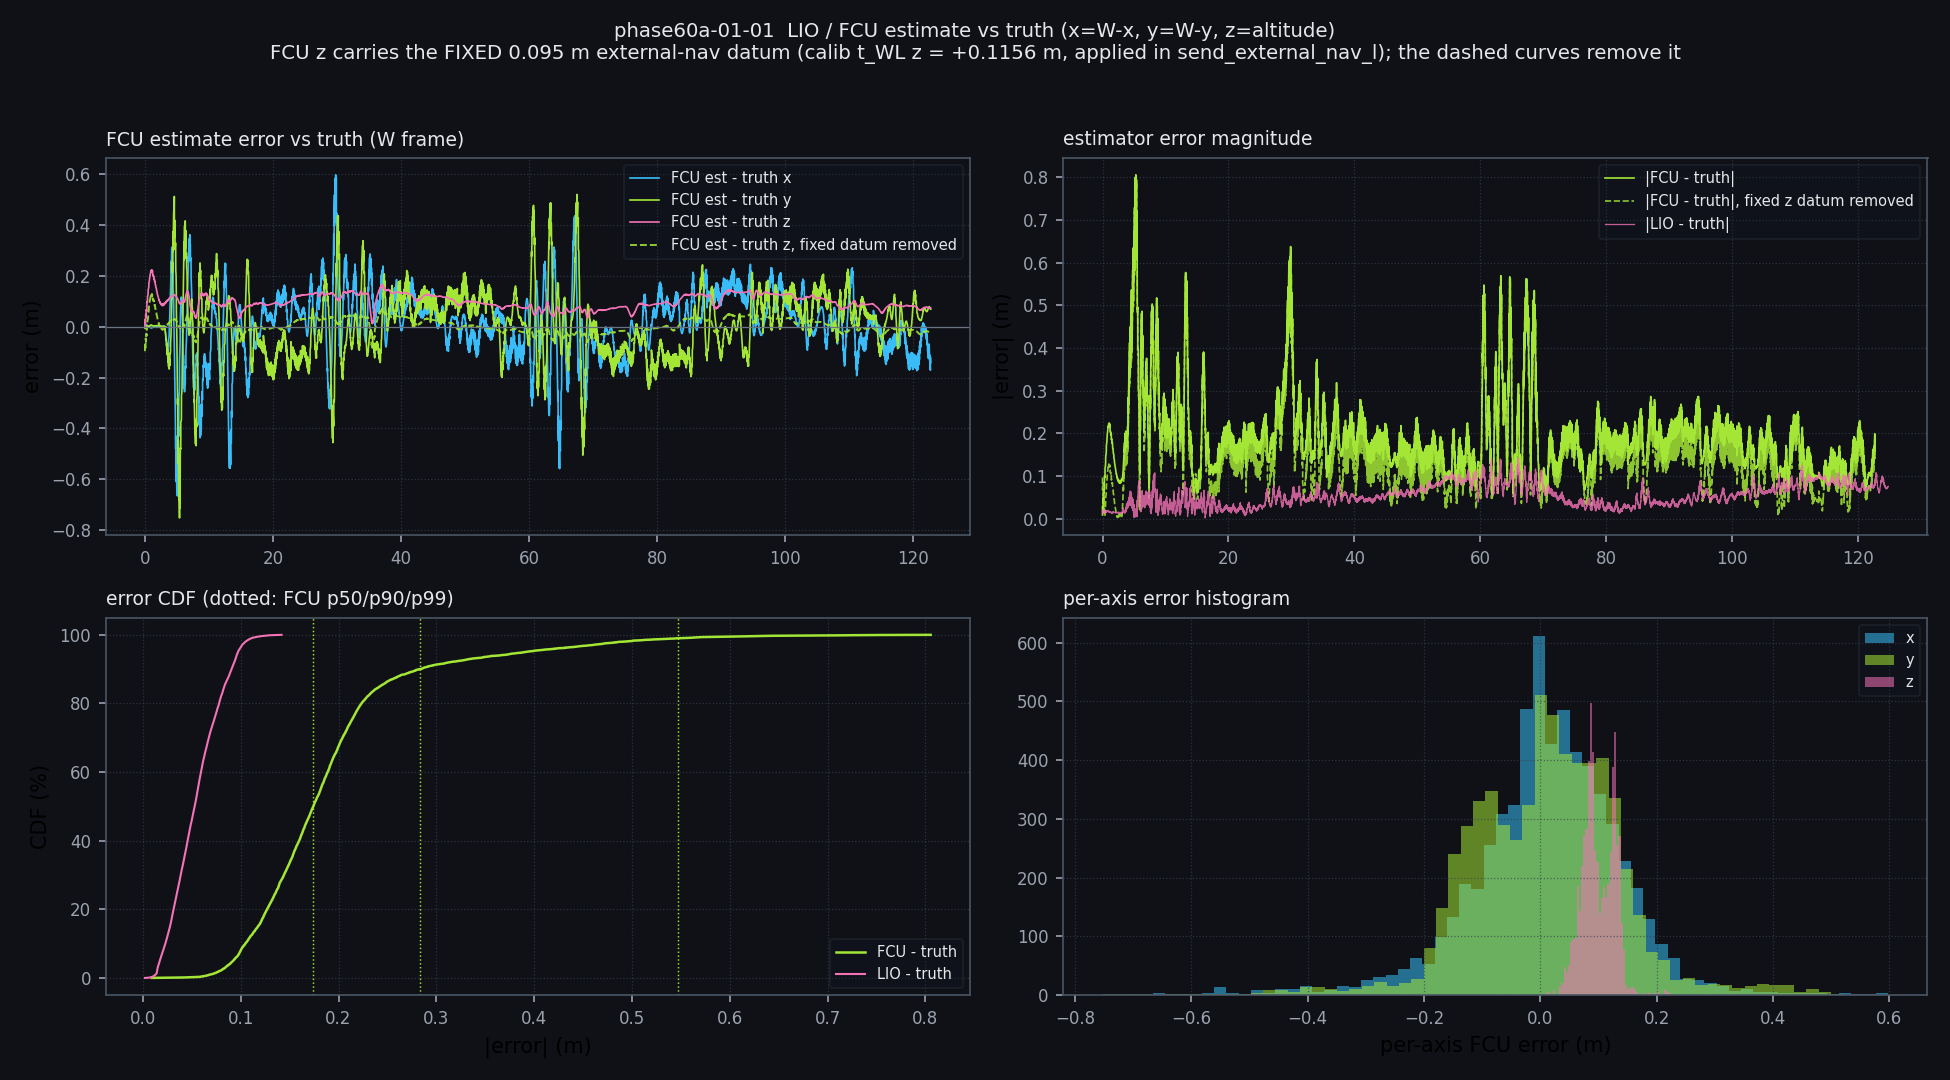 phase60a-01-01  LIO / FCU estimate vs truth (x=W-x, y=W-y, z=altitude)
FCU z carries the FIXED 0.095 m external-nav datum (calib t_WL z = +0.1156 m, applied in send_external_nav_l); the dashed curves remove it
FCU estimate error vs truth (W frame)
error (m)
0.6
0.4
0.2
0.0
−0.2
−0.4
−0.6
−0.8
0 20 40 60 80 100 120
FCU est - truth x
FCU est - truth y
FCU est - truth z
FCU est - truth z, fixed datum removed
estimator error magnitude
|error| (m)
0.8
0.7
0.6
0.5
0.4
0.3
0.2
0.1
0.0
0 20 40 60 80 100 120
|FCU - truth|
|FCU - truth|, fixed z datum removed
|LIO - truth|
error CDF (dotted: FCU p50/p90/p99)
CDF (%)
100
80
60
40
20
0
0.0 0.1 0.2 0.3 0.4 0.5 0.6 0.7 0.8
|error| (m)
FCU - truth
LIO - truth
per-axis error histogram
600
500
400
300
200
100
0
−0.8 −0.6 −0.4 −0.2 0.0 0.2 0.4 0.6
per-axis FCU error (m)
x
y
z